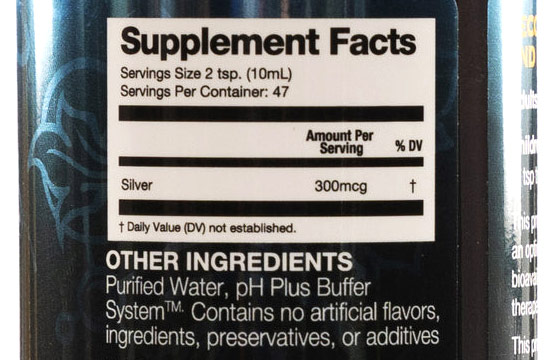 Supplement Facts
Servings Size 2 tsp. (10mL)
Servings Per Container: 47
Amount Per Serving % DV
Silver 300mcg †
† Daily Value (DV) not established.
OTHER INGREDIENTS
Purified Water, pH Plus Buffer
System™. Contains no artificial flavors,
ingredients, preservatives, or additives